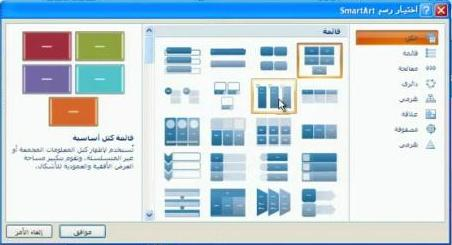 اختيار رسم SmartArt
الكل
قائمة
معالجة
دائري
هرمي
علاقة
مصفوفة
هرمي
قائمة
قائمة كتل أساسية
تُستخدم لإظهار كتل المعلومات المجمعة أو
غير المتسلسلة. وتقوم بتكبير مساحة
العرض الأفقية والعمودية للأشكال.
موافق
إلغاء الأمر